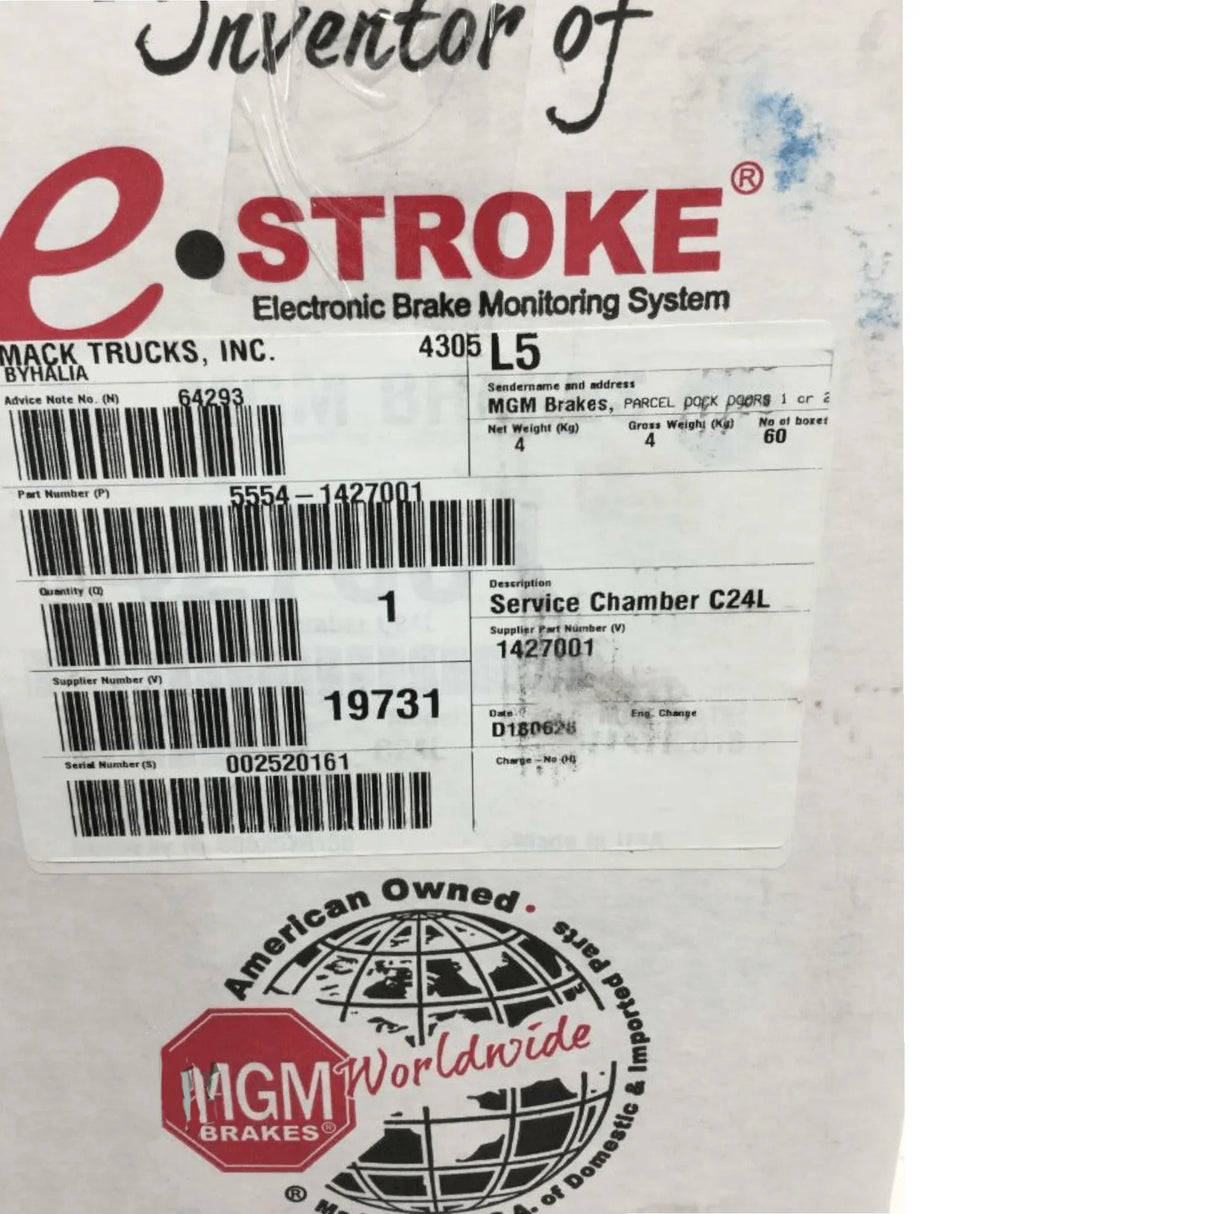 Inventor of
e•STROKE®
Electronic Brake Monitoring System
MACK TRUCKS, INC.
BYHALIA
4305 L5
Advice Note No. (N) 64293
Sendername and address
MGM Brakes, PARCEL DOCK DOORS 1 or 2
Net Weight (Kg) Gross Weight (Kg) No of boxes
4 4 60
Part Number (P) 5554-1427001
Quantity (Q) 1
Description
Service Chamber C24L
Supplier Part Number (V)
1427001
Supplier Number (V)
19731
Date Eng. Change
D180626
Serial Number (S) 002520161
Charge-No (H)
American Owned •
Parts
& Imported
of Domestic
Worldwide
MGM
BRAKES®
®